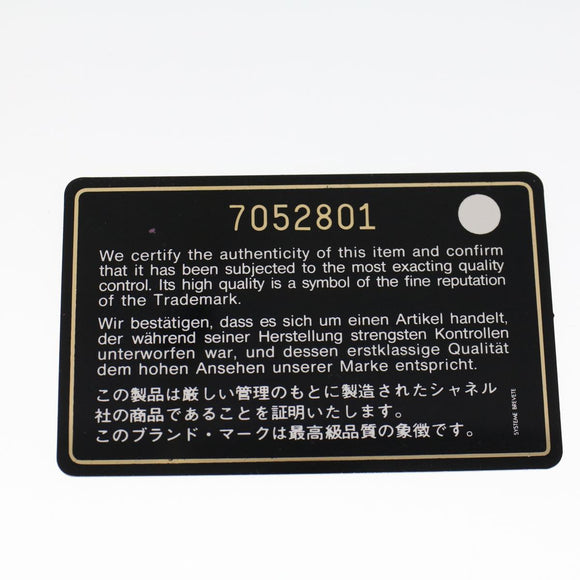 7052801
We certify the authenticity of this item and confirm
that it has been subjected to the most exacting quality
control. Its high quality is a symbol of the fine reputation
of the Trademark.
Wir bestätigen, dass es sich um einen Artikel handelt,
der während seiner Herstellung strengsten Kontrollen
unterworfen war, und dessen erstklassige Qualität
dem hohen Ansehen unserer Marke entspricht.
この製品は厳しい管理のもとに製造されたシャネル
社の商品であることを証明いたします。
このブランド・マークは最高級品質の象徴です。
SYSTEME BREVETE